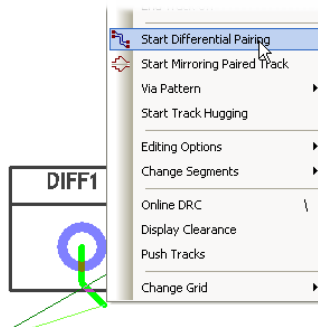 Start Differential Pairing
Start Mirroring Paired Track
Via Pattern
Start Track Hugging
Editing Options
Change Segments
Online DRC \
Display Clearance
Push Tracks
Change Grid
DIFF1